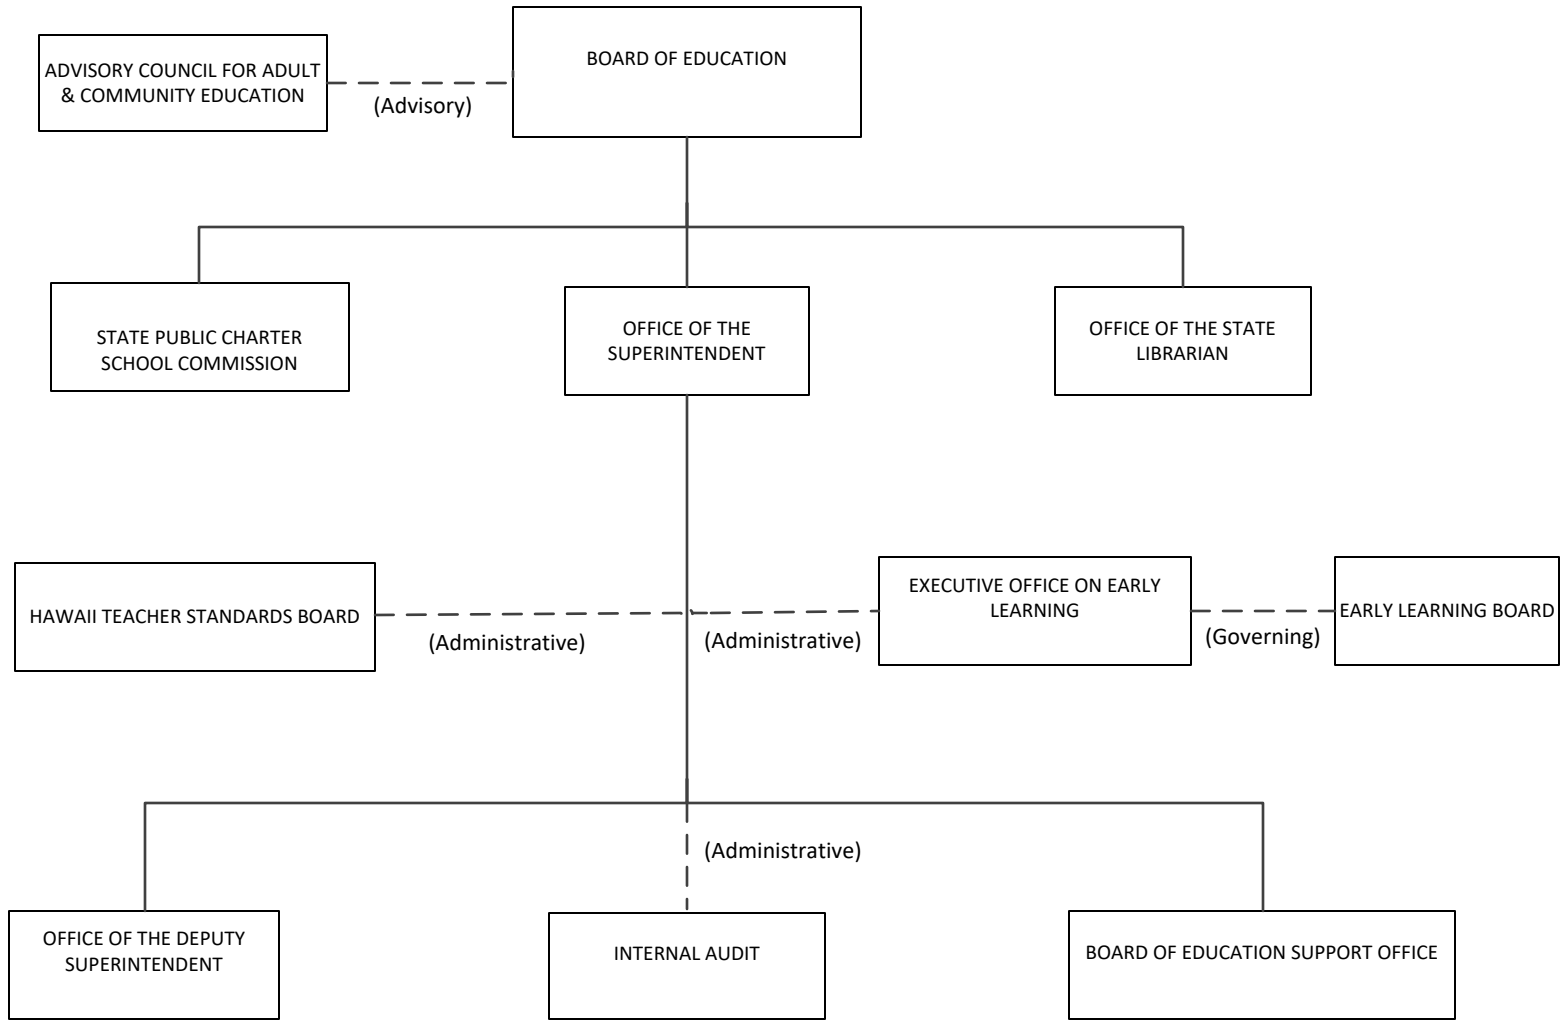 BOARD OF EDUCATION
ADVISORY COUNCIL FOR ADULT
& COMMUNITY EDUCATION
(Advisory)
STATE PUBLIC CHARTER
SCHOOL COMMISSION
OFFICE OF THE
SUPERINTENDENT
OFFICE OF THE STATE
LIBRARIAN
HAWAII TEACHER STANDARDS BOARD
(Administrative)
(Administrative)
EXECUTIVE OFFICE ON EARLY
LEARNING
(Governing)
EARLY LEARNING BOARD
(Administrative)
OFFICE OF THE DEPUTY
SUPERINTENDENT
INTERNAL AUDIT
BOARD OF EDUCATION SUPPORT OFFICE